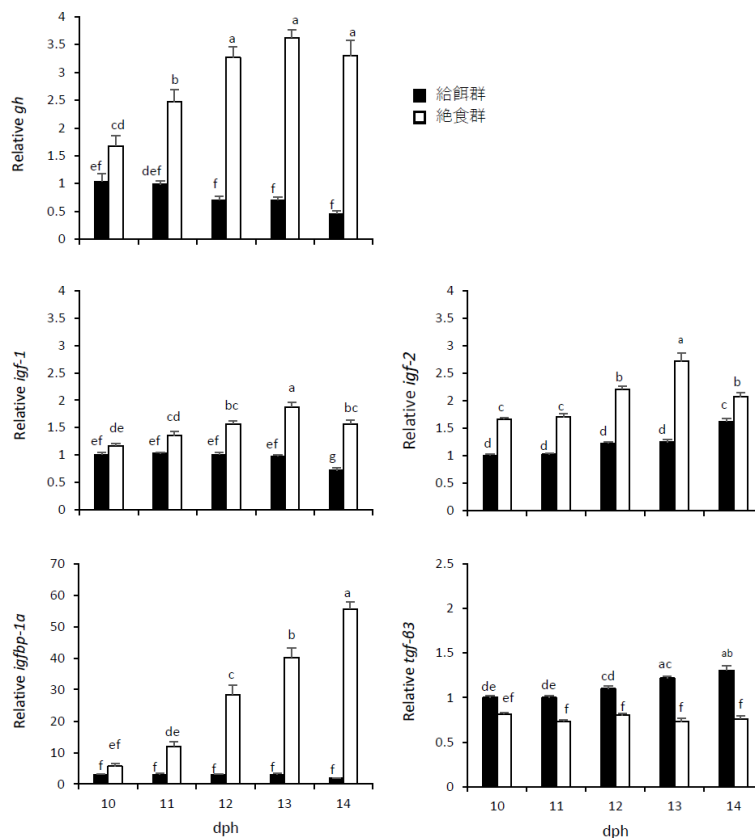 4
3.5
3
2.5
2
1.5
1
0.5
0
Relative gh
ef
cd
def
b
f
a
f
a
f
a
給餌群
絶食群
4
3.5
3
2.5
2
1.5
1
0.5
0
Relative igf-1
ef
de
ef
cd
ef
bc
ef
a
g
bc
4
3.5
3
2.5
2
1.5
1
0.5
0
Relative igf-2
d
c
d
c
d
b
d
a
c
b
70
60
50
40
30
20
10
0
Relative igfbp-1a
f
ef
f
de
f
c
f
b
f
a
10
11
12
13
14
dph
2.5
2
1.5
1
0.5
0
Relative tgf-β3
de
ef
de
f
cd
f
ac
f
ab
f
10
11
12
13
14
dph